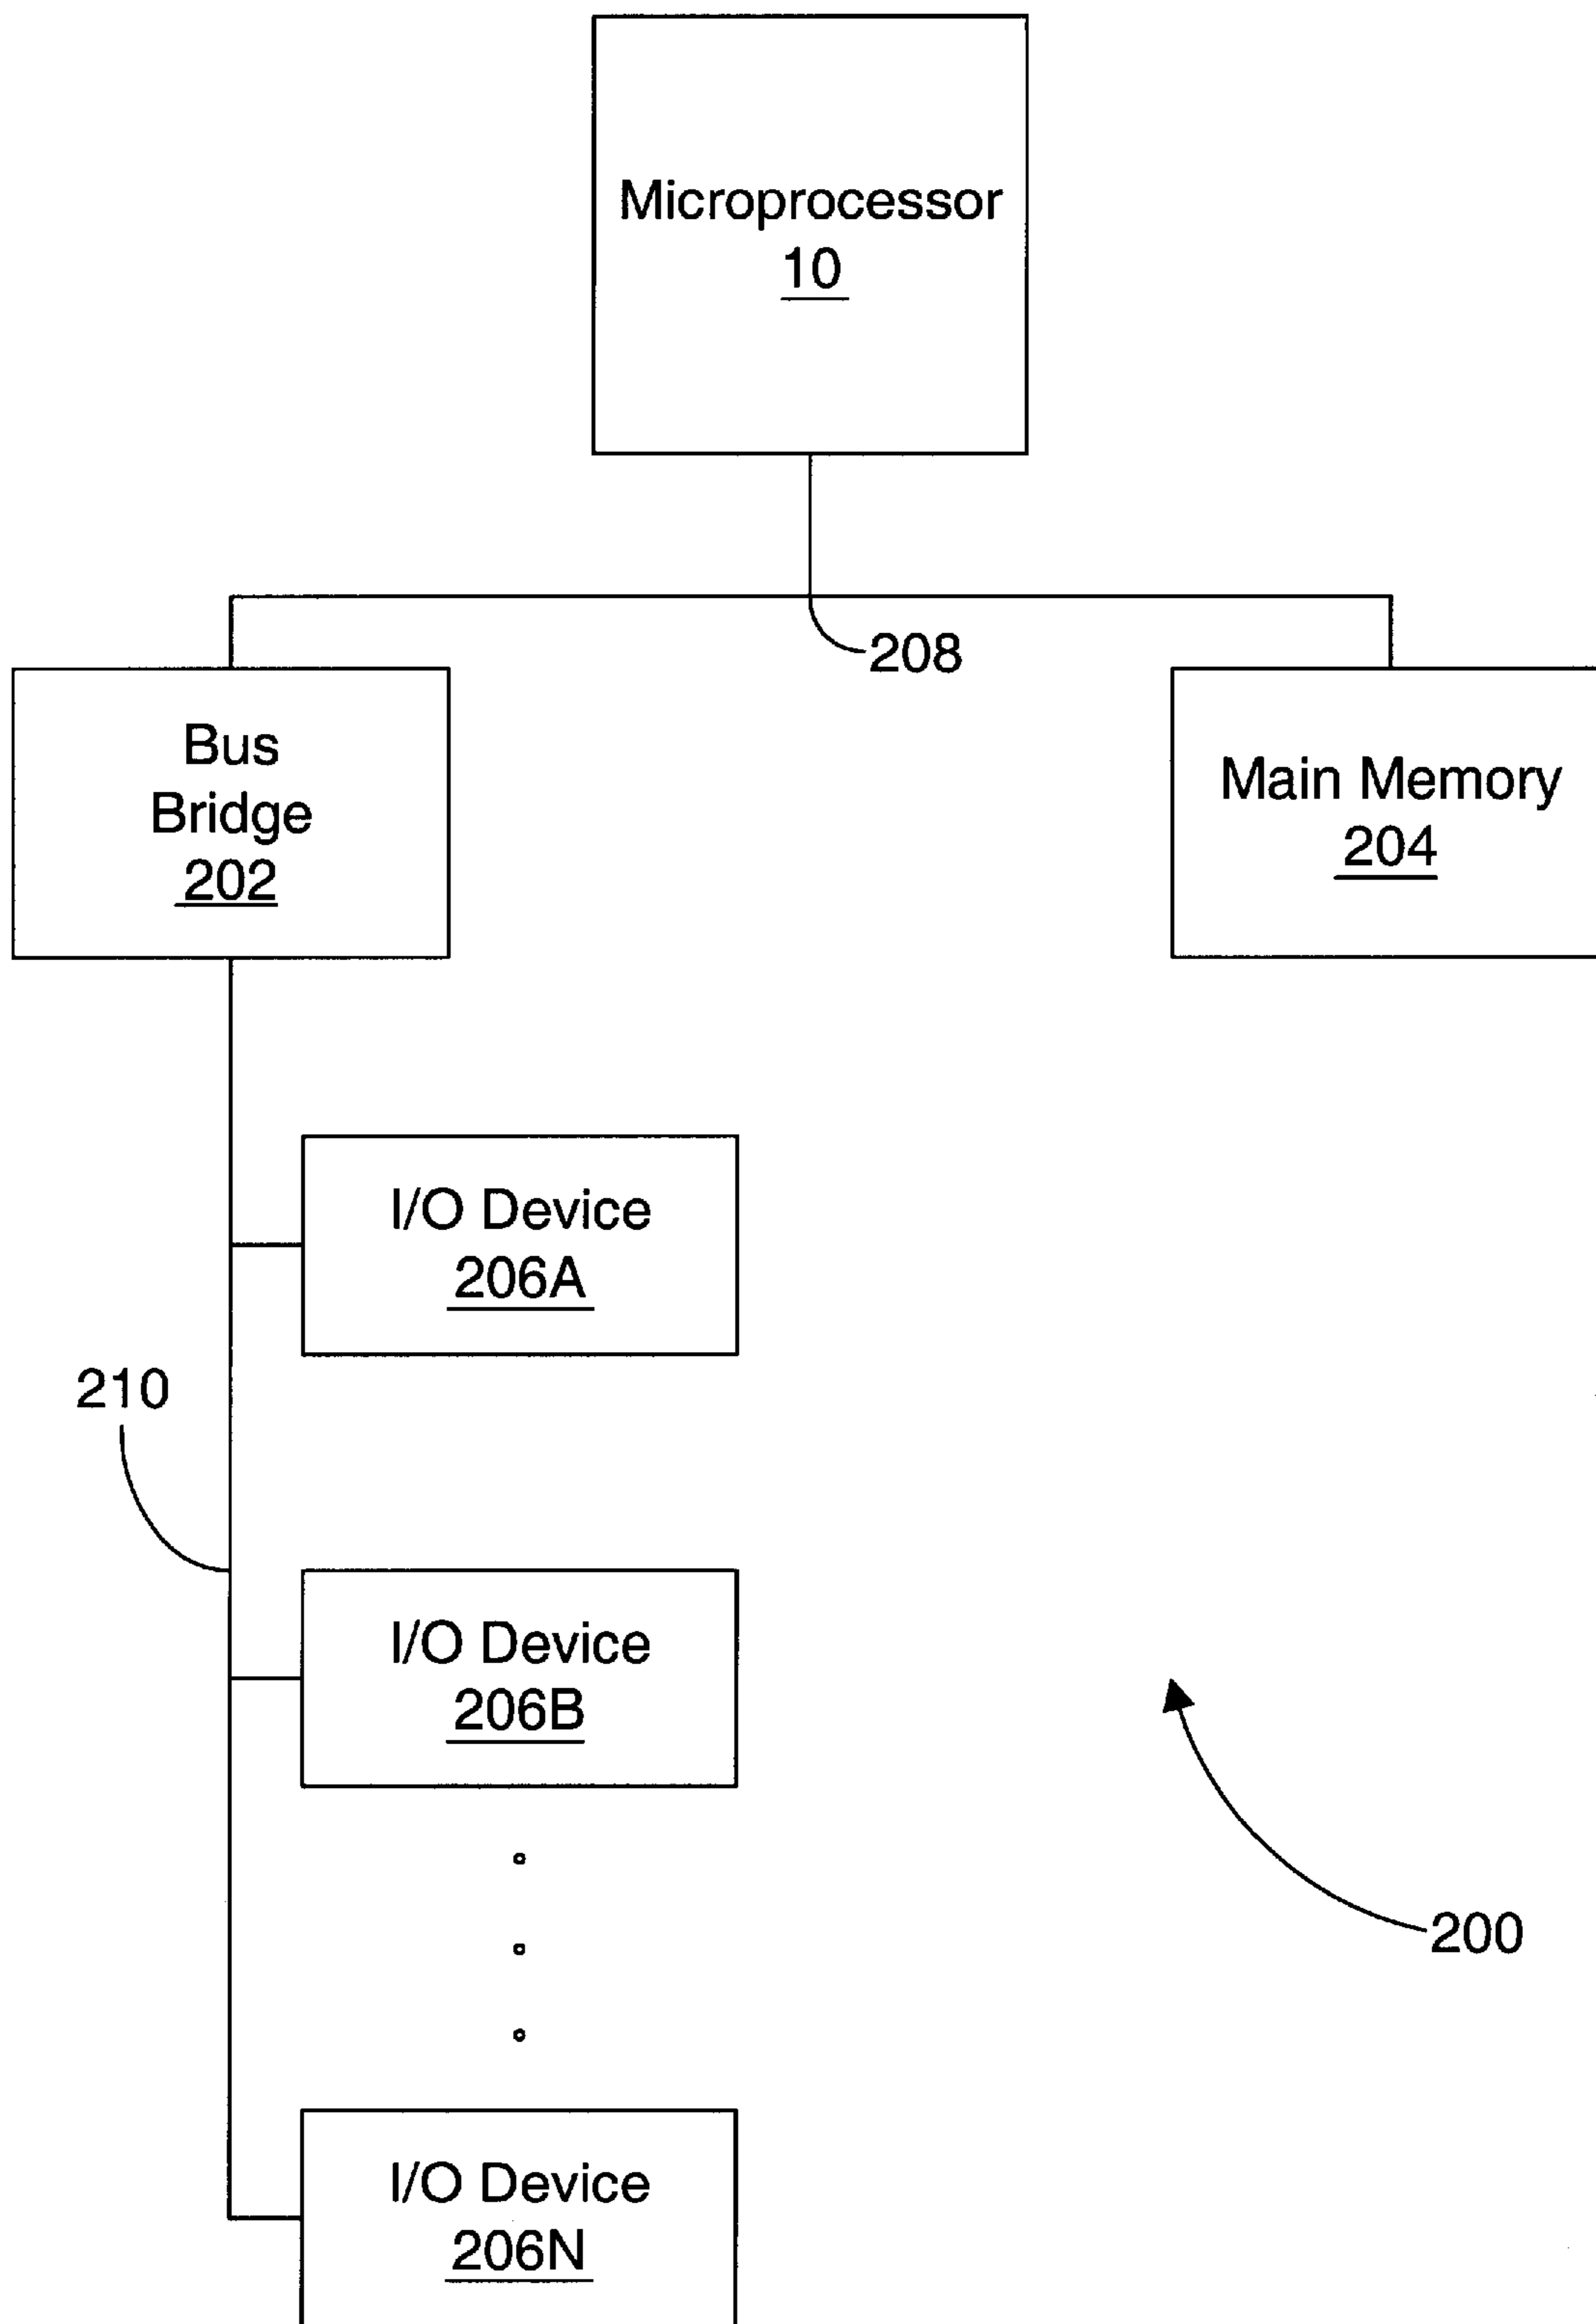 Microprocessor
10
208
Bus
Bridge
202
Main Memory
204
I/O Device
206A
210
I/O Device
206B
200
I/O Device
206N